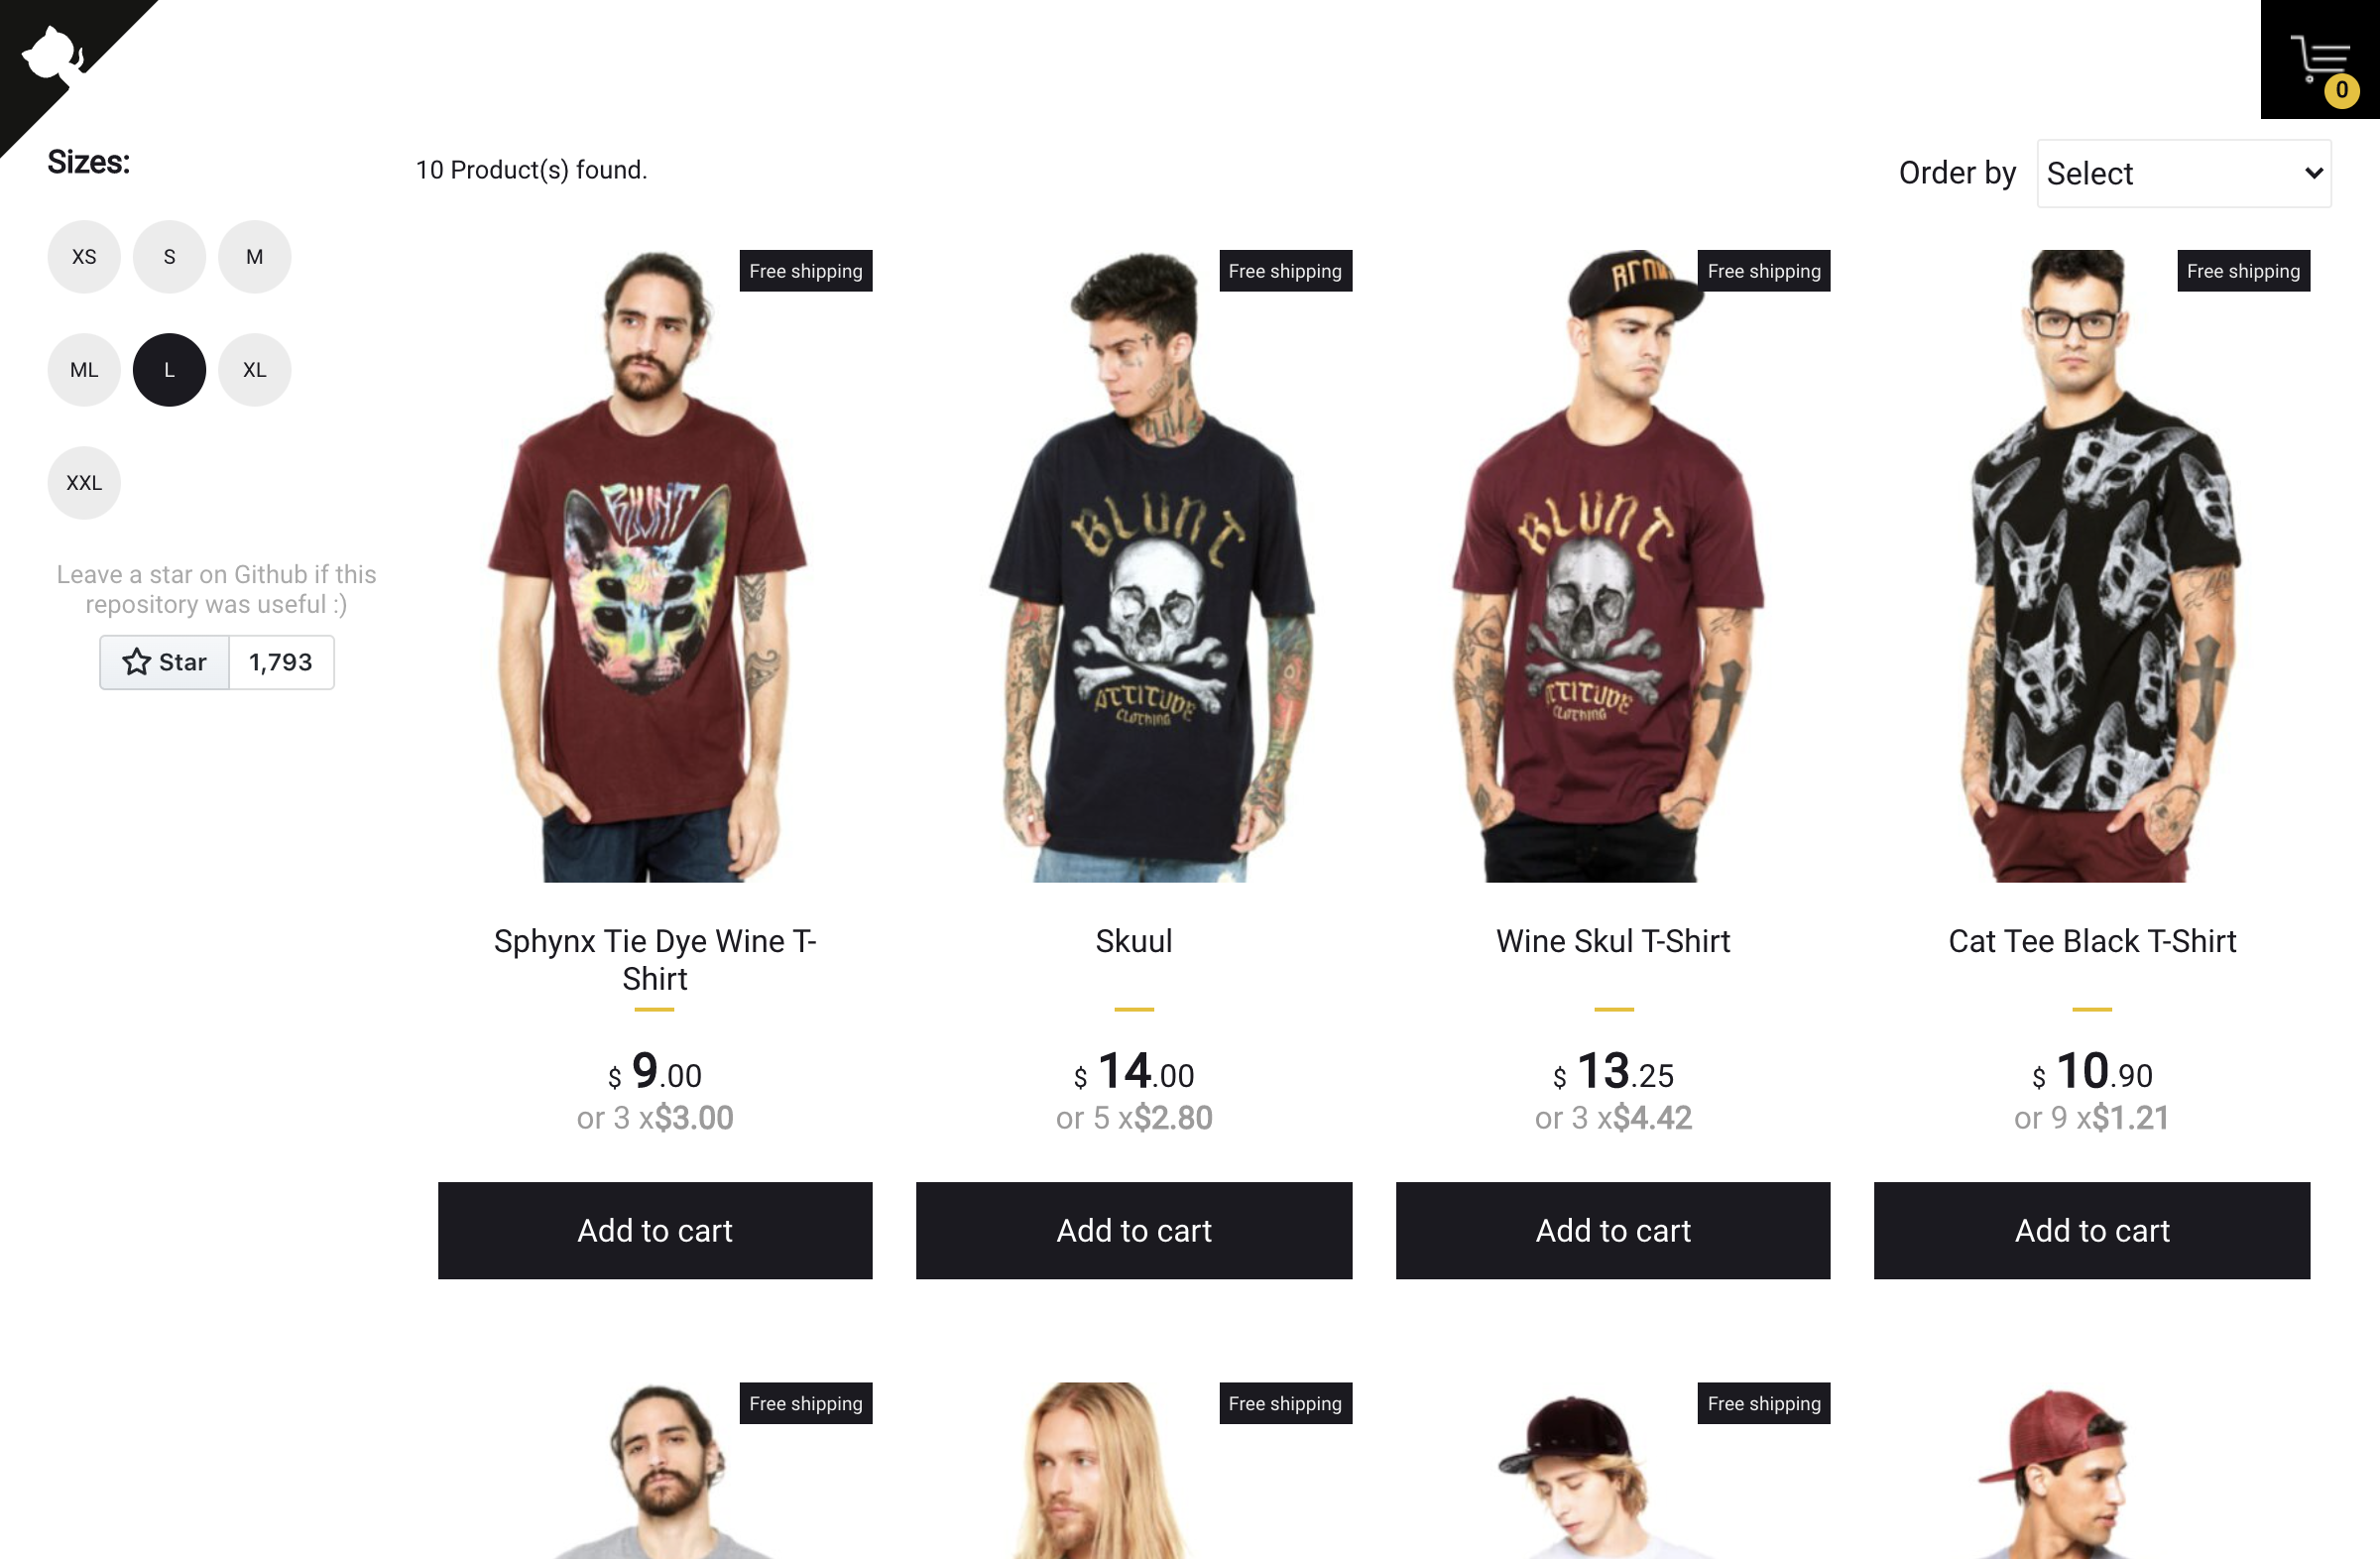 0
Sizes:
10 Product(s) found.
Order by Select
XS S M
ML L XL
XXL
Leave a star on Github if this
repository was useful :)
Star 1,793
Free shipping
Free shipping
Free shipping
Free shipping
BLUNT
BLUNT
ATTITUDE
CLOTHING
BLUNT
ATTITUDE
CLOTHING
Sphynx Tie Dye Wine T-
Shirt
$ 9.00
or 3 x$3.00
Add to cart
Skuul
$ 14.00
or 5 x$2.80
Add to cart
Wine Skul T-Shirt
$ 13.25
or 3 x$4.42
Add to cart
Cat Tee Black T-Shirt
$ 10.90
or 9 x$1.21
Add to cart
Free shipping
Free shipping
Free shipping